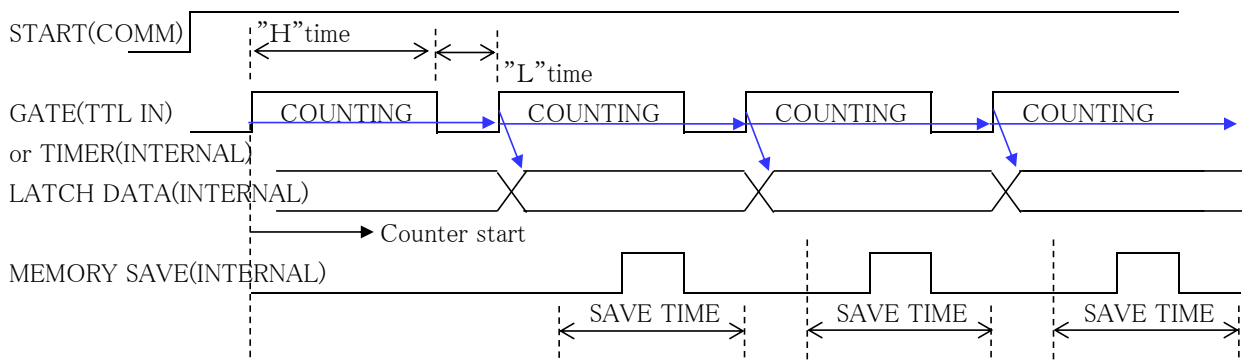 START(COMM)
”H”time
”L”time
GATE(TTL IN)
COUNTING
COUNTING
COUNTING
COUNTING
or TIMER(INTERNAL)
LATCH DATA(INTERNAL)
Counter start
MEMORY SAVE(INTERNAL)
SAVE TIME
SAVE TIME
SAVE TIME